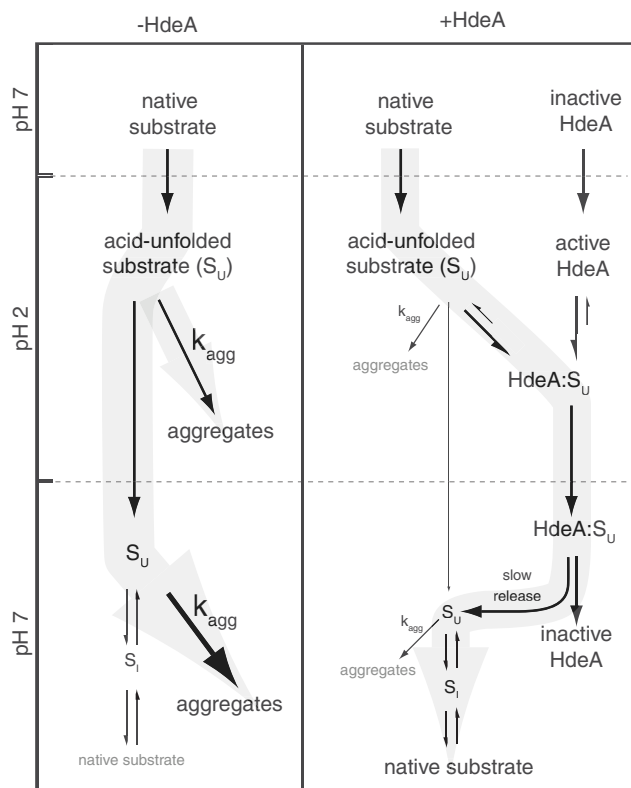 -HdeA
+HdeA
pH 7
native
substrate
acid-unfolded
substrate (S_U)
pH 2
k_agg
aggregates
pH 7
S_U
k_agg
S_I
aggregates
native substrate
native
substrate
inactive
HdeA
acid-unfolded
substrate (S_U)
active
HdeA
k_agg
aggregates
HdeA:S_U
HdeA:S_U
slow
release
S_U
k_agg
inactive
HdeA
aggregates
S_I
native substrate